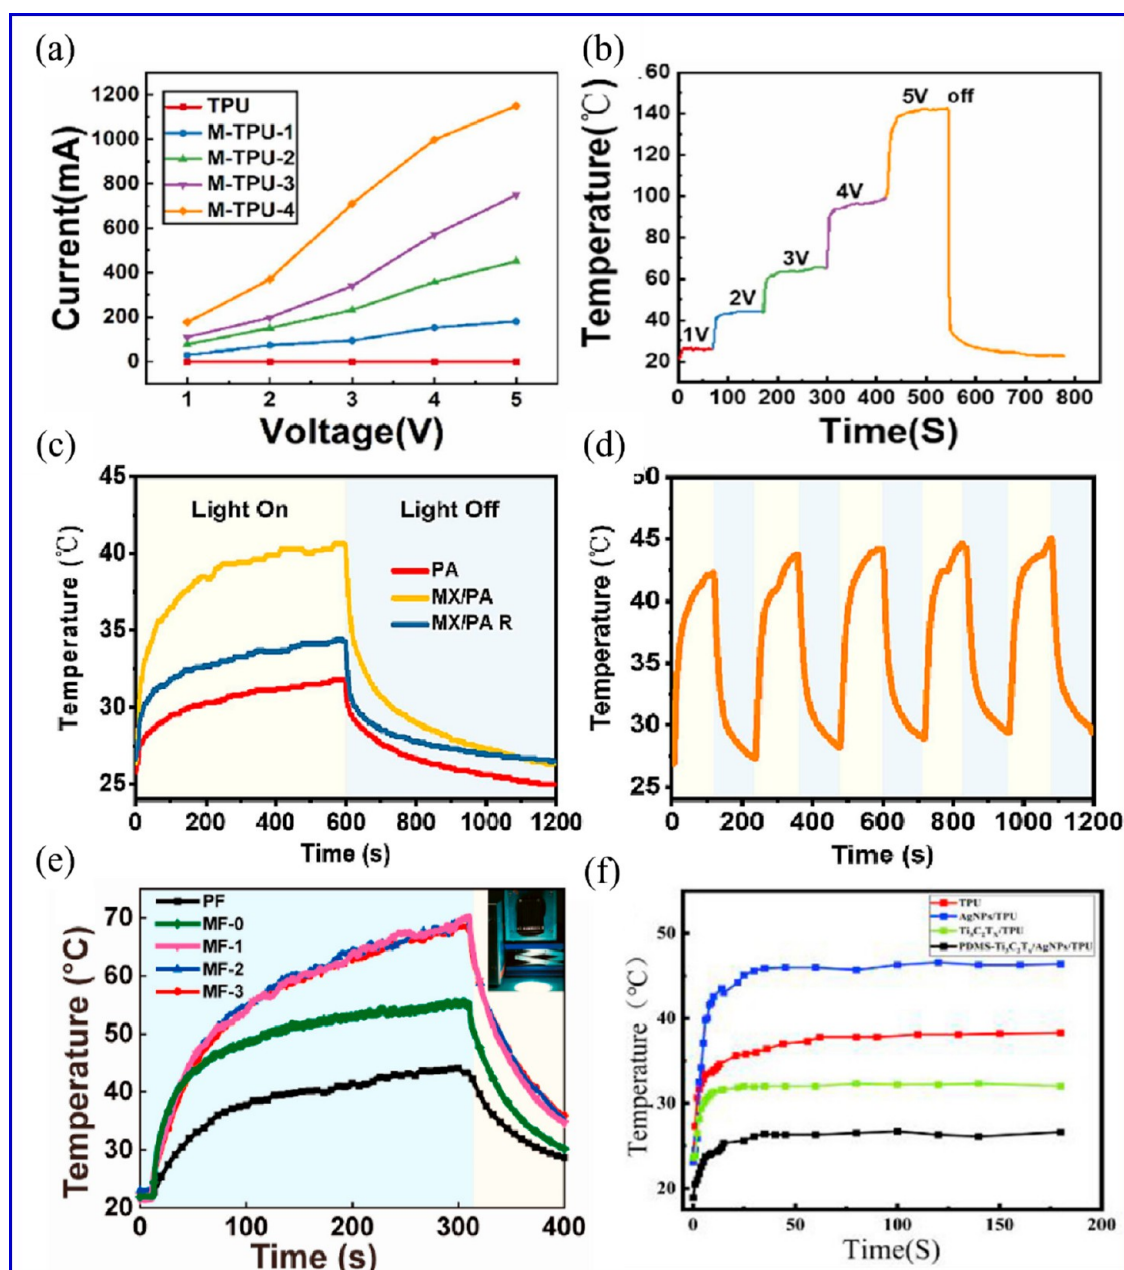 (a)
Current(mA)
1200
1000
800
600
400
200
0
TPU
M-TPU-1
M-TPU-2
M-TPU-3
M-TPU-4
1 2 3 4 5
Voltage(V)
(b)
Temperature(℃)
60
140
120
100
80
60
40
20
1V
2V
3V
4V
5V off
0 100 200 300 400 500 600 700 800
Time(S)
(c)
Temperature (℃)
45
40
35
30
25
Light On
Light Off
PA
MX/PA
MX/PA R
0 200 400 600 800 1000 1200
Time (s)
(d)
Temperature (℃)
50
45
40
35
30
25
0 200 400 600 800 1000 1200
Time (s)
(e)
Temperature (°C)
70
60
50
40
30
20
PF
MF-0
MF-1
MF-2
MF-3
0 100 200 300 400
Time (s)
(f)
Temperature (℃)
50
40
30
20
TPU
AgNPs/TPU
Ti₃C₂Tₓ/TPU
PDMS-Ti₃C₂Tₓ/AgNPs/TPU
0 50 100 150 200
Time(S)